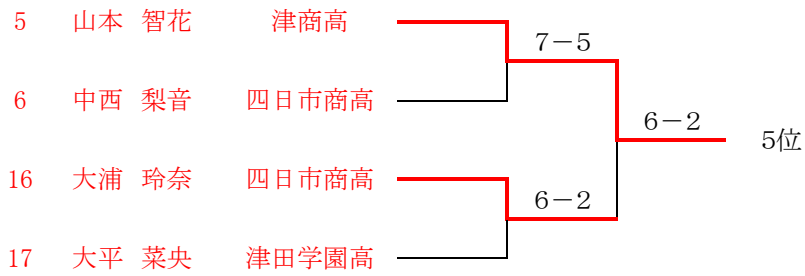 5 山本 智花 津商高
7－5
6 中西 梨音 四日市商高
6－2
5位
16 大浦 玲奈 四日市商高
6－2
17 大平 菜央 津田学園高